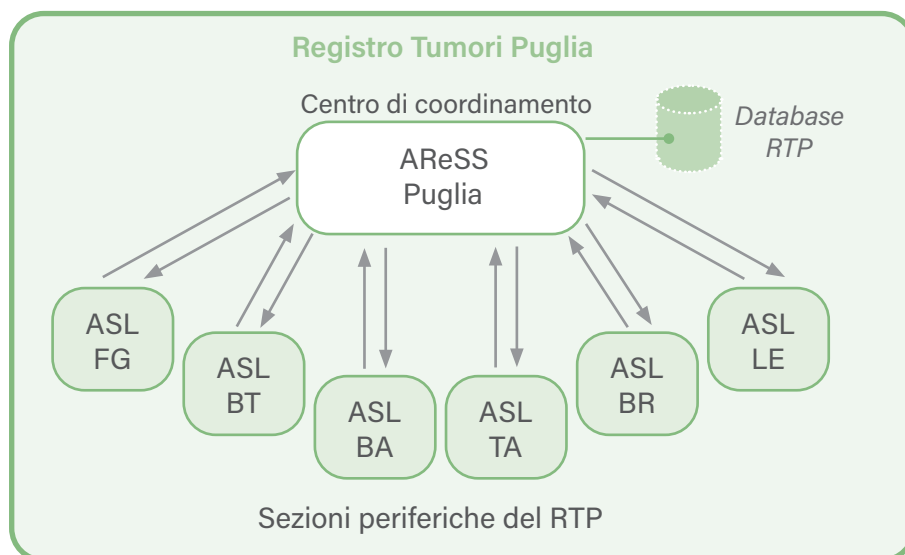 Registro Tumori Puglia
Centro di coordinamento
AReSS
Puglia
Database
RTP
ASL
FG
ASL
BT
ASL
BA
ASL
TA
ASL
BR
ASL
LE
Sezioni periferiche del RTP